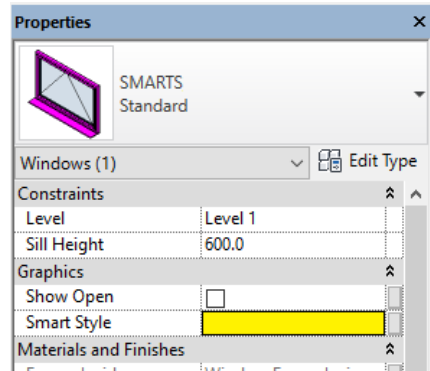 Properties
SMARTS
Standard
Windows (1)
Edit Type
Constraints
Level Level 1
Sill Height 600.0
Graphics
Show Open
Smart Style
Materials and Finishes